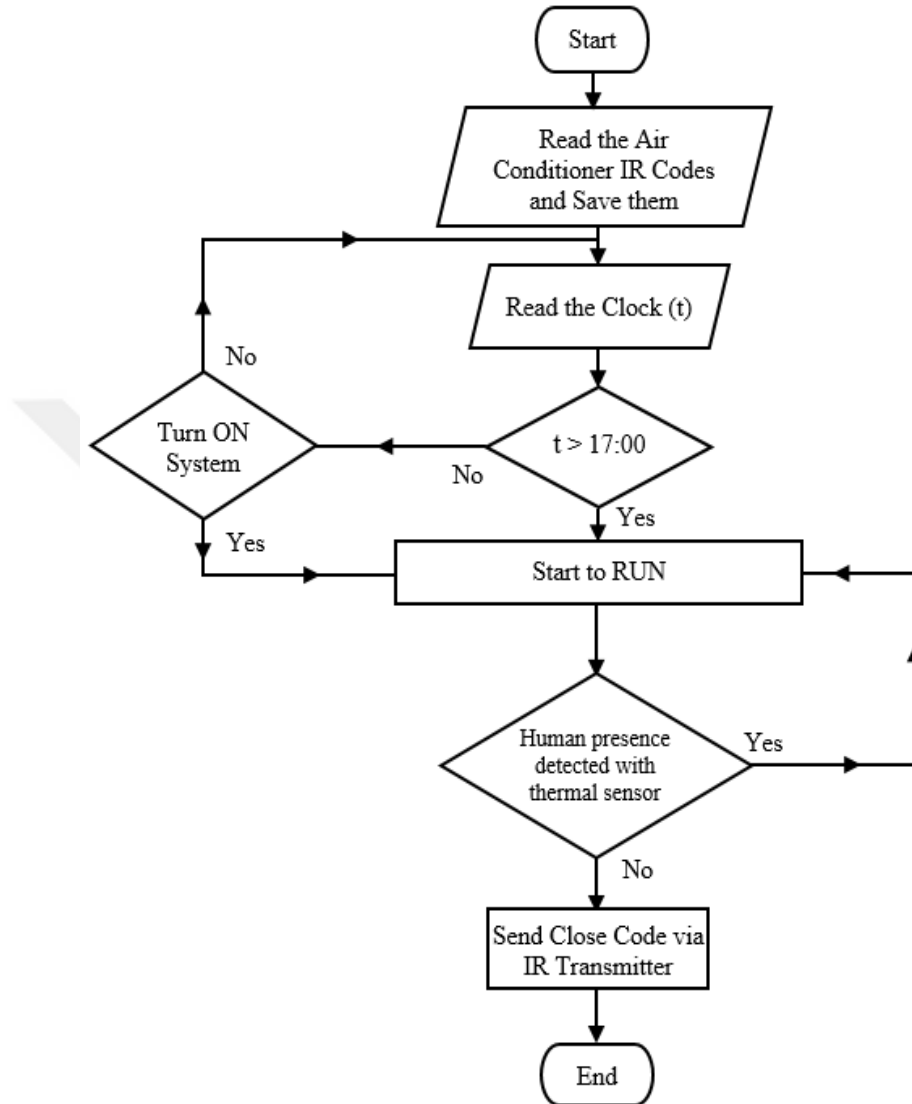 Start
Read the Air
Conditioner IR Codes
and Save them
Read the Clock (t)
No
Turn ON
System
t > 17:00
No
Yes
Yes
Start to RUN
Human presence
detected with
thermal sensor
Yes
No
Send Close Code via
IR Transmitter
End